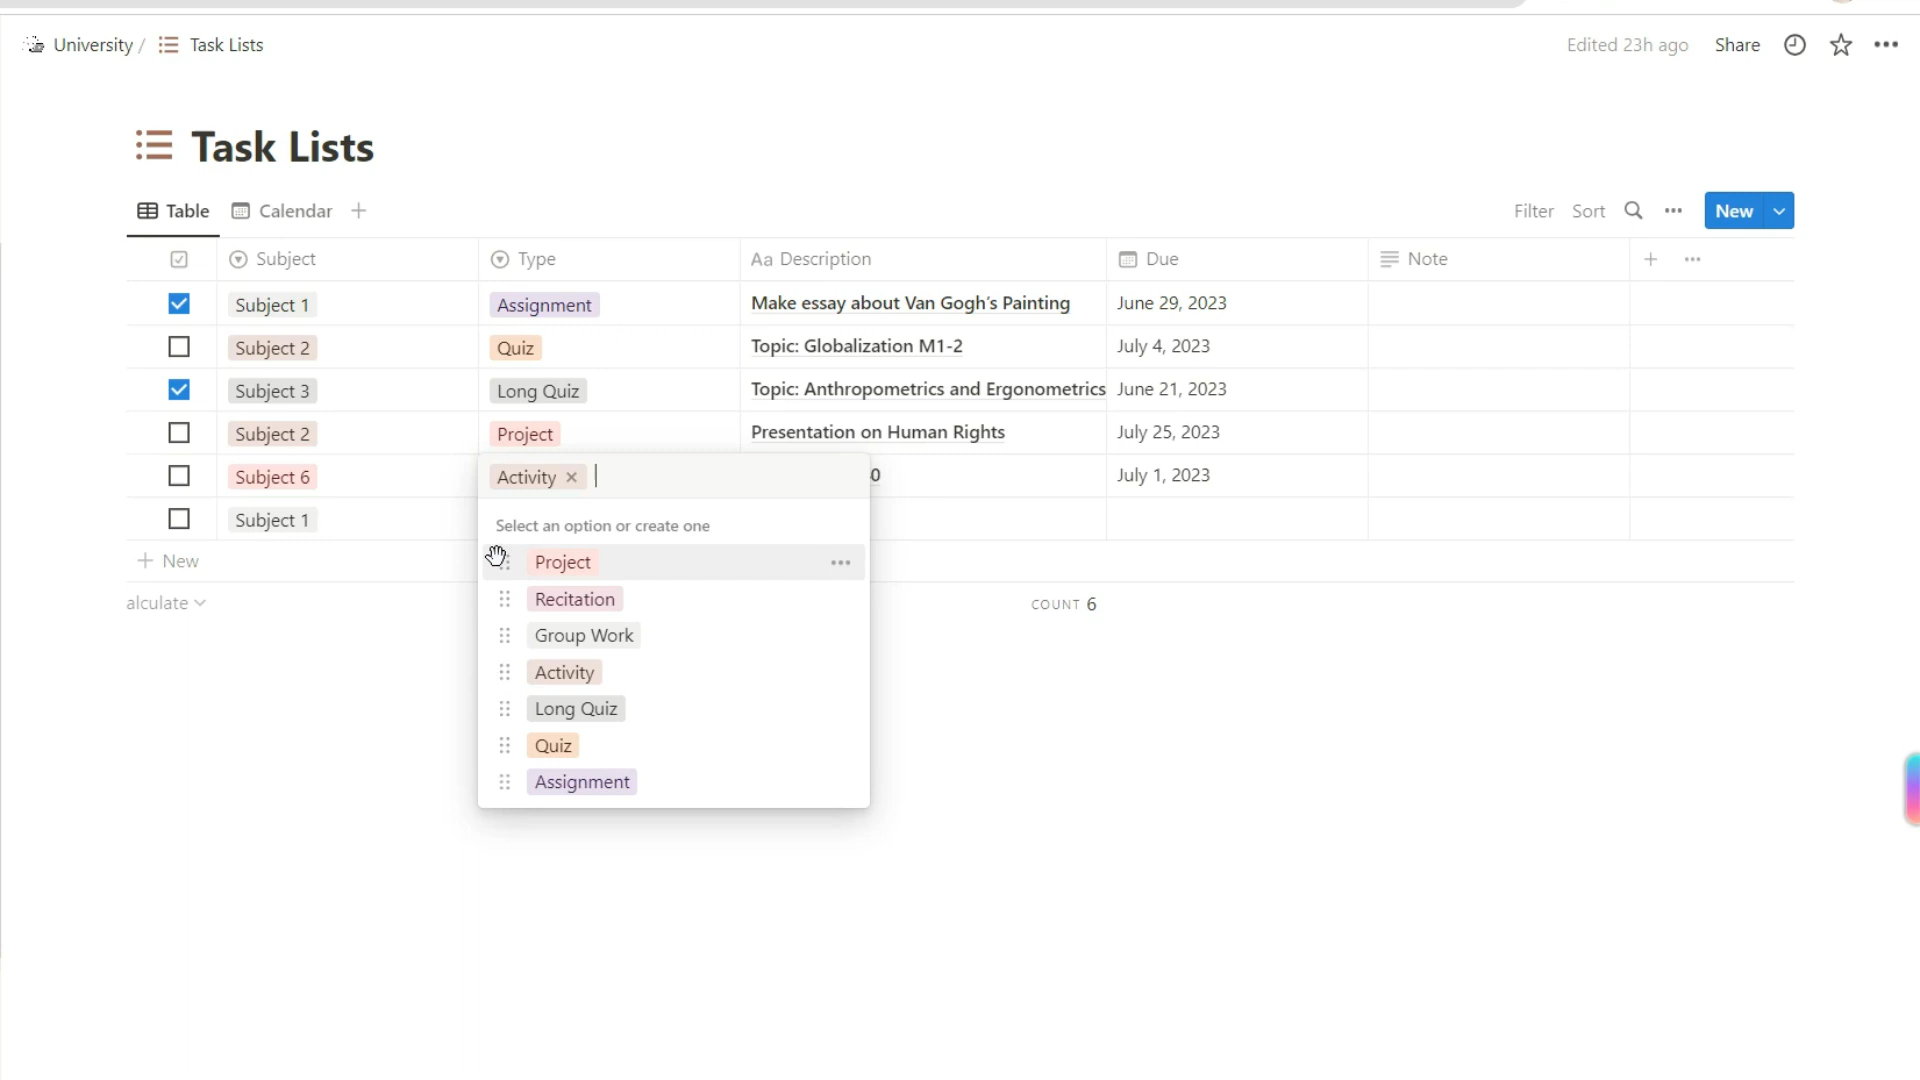 University / Task Lists
Edited 23h ago Share
Task Lists
Table Calendar
Filter Sort New
Subject Type Aa Description Due Note
Subject 1 Assignment Make essay about Van Gogh's Painting June 29, 2023
Subject 2 Quiz Topic: Globalization M1-2 July 4, 2023
Subject 3 Long Quiz Topic: Anthropometrics and Ergonometrics June 21, 2023
Subject 2 Project Presentation on Human Rights July 25, 2023
Subject 6 Activity 0 July 1, 2023
Subject 1
Select an option or create one
+ New
Project
alculate COUNT 6
Recitation
Group Work
Activity
Long Quiz
Quiz
Assignment